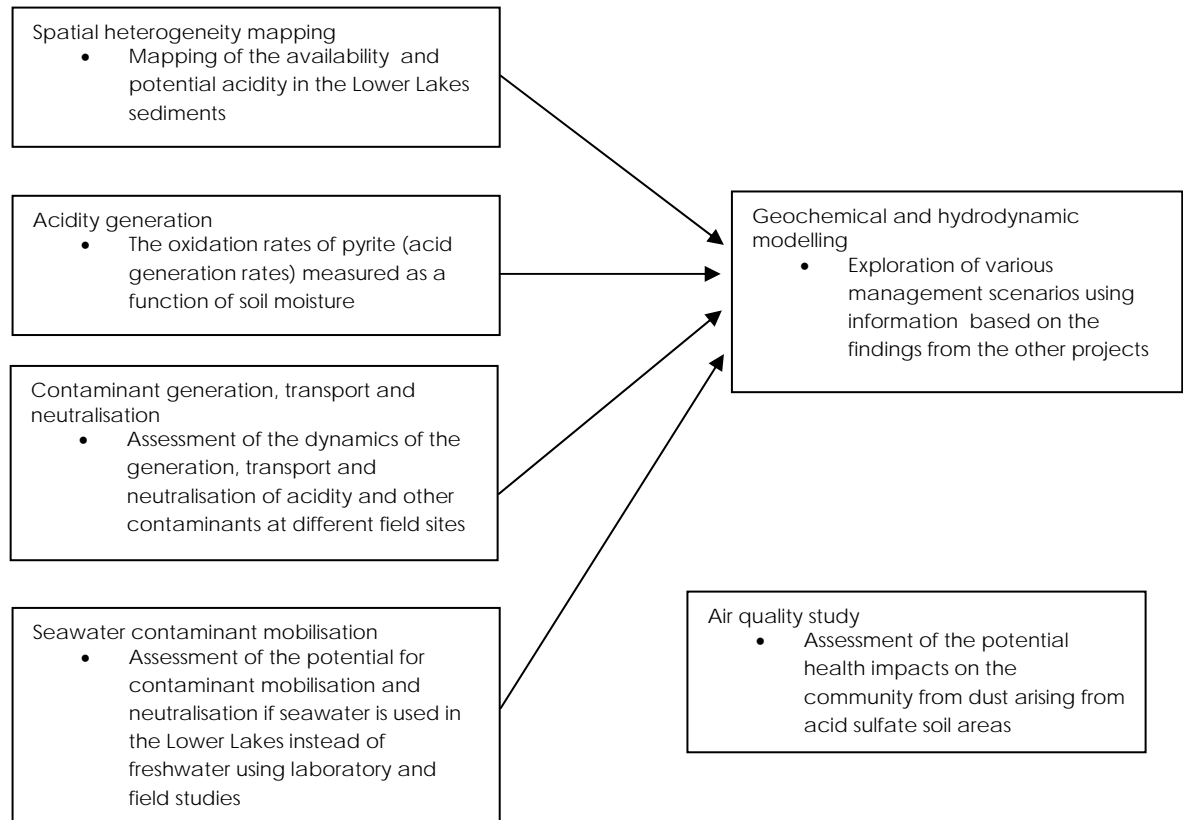 Spatial heterogeneity mapping
• Mapping of the availability and
potential acidity in the Lower Lakes
sediments
Acidity generation
• The oxidation rates of pyrite (acid
generation rates) measured as a
function of soil moisture
Contaminant generation, transport and
neutralisation
• Assessment of the dynamics of the
generation, transport and
neutralisation of acidity and other
contaminants at different field sites
Seawater contaminant mobilisation
• Assessment of the potential for
contaminant mobilisation and
neutralisation if seawater is used in
the Lower Lakes instead of
freshwater using laboratory and
field studies
Geochemical and hydrodynamic
modelling
• Exploration of various
management scenarios using
information based on the
findings from the other projects
Air quality study
• Assessment of the potential
health impacts on the
community from dust arising from
acid sulfate soil areas